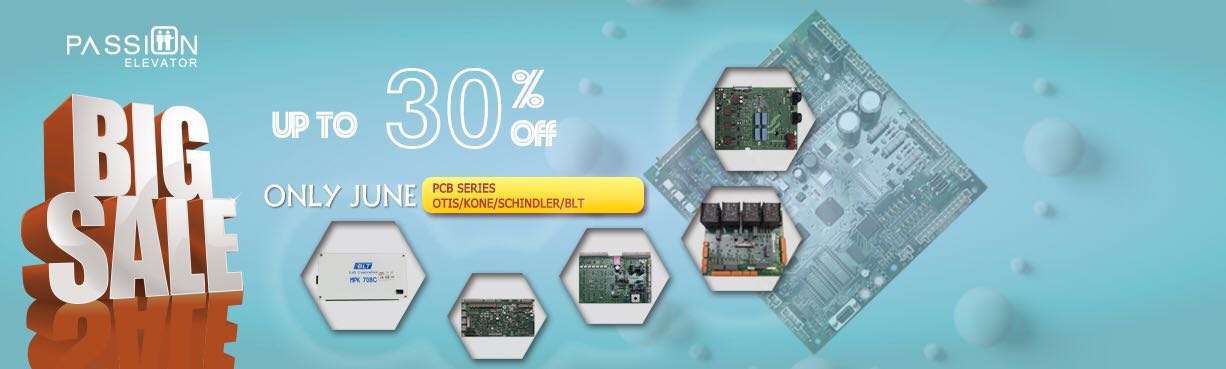 PASSION
ELEVATOR
BIG
SALE
UP TO 30% Off
ONLY JUNE
PCB SERIES
OTIS/KONE/SCHINDLER/BLT
BLT
MPK 708C